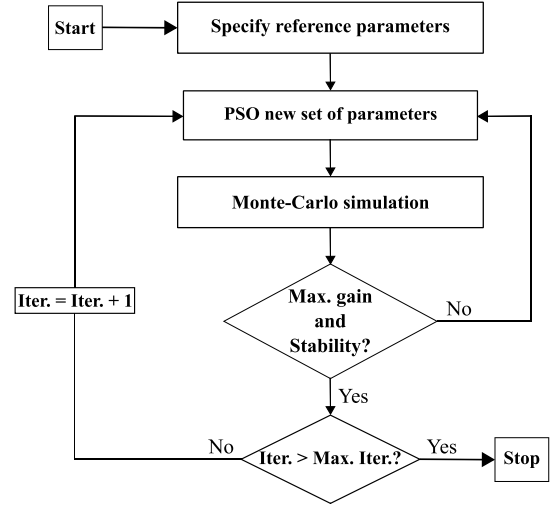 Start
Specify reference parameters
PSO new set of parameters
Monte-Carlo simulation
Iter. = Iter. + 1
Max. gain
and
Stability?
No
Yes
No
Iter. > Max. Iter.?
Yes
Stop